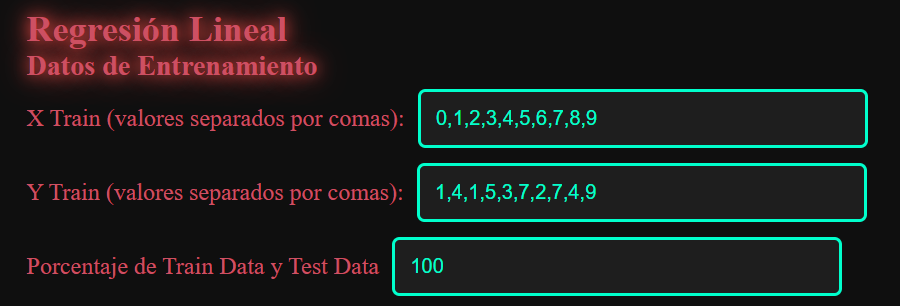 Regresión Lineal
Datos de Entrenamiento
X Train (valores separados por comas): 0,1,2,3,4,5,6,7,8,9
Y Train (valores separados por comas): 1,4,1,5,3,7,2,7,4,9
Porcentaje de Train Data y Test Data 100